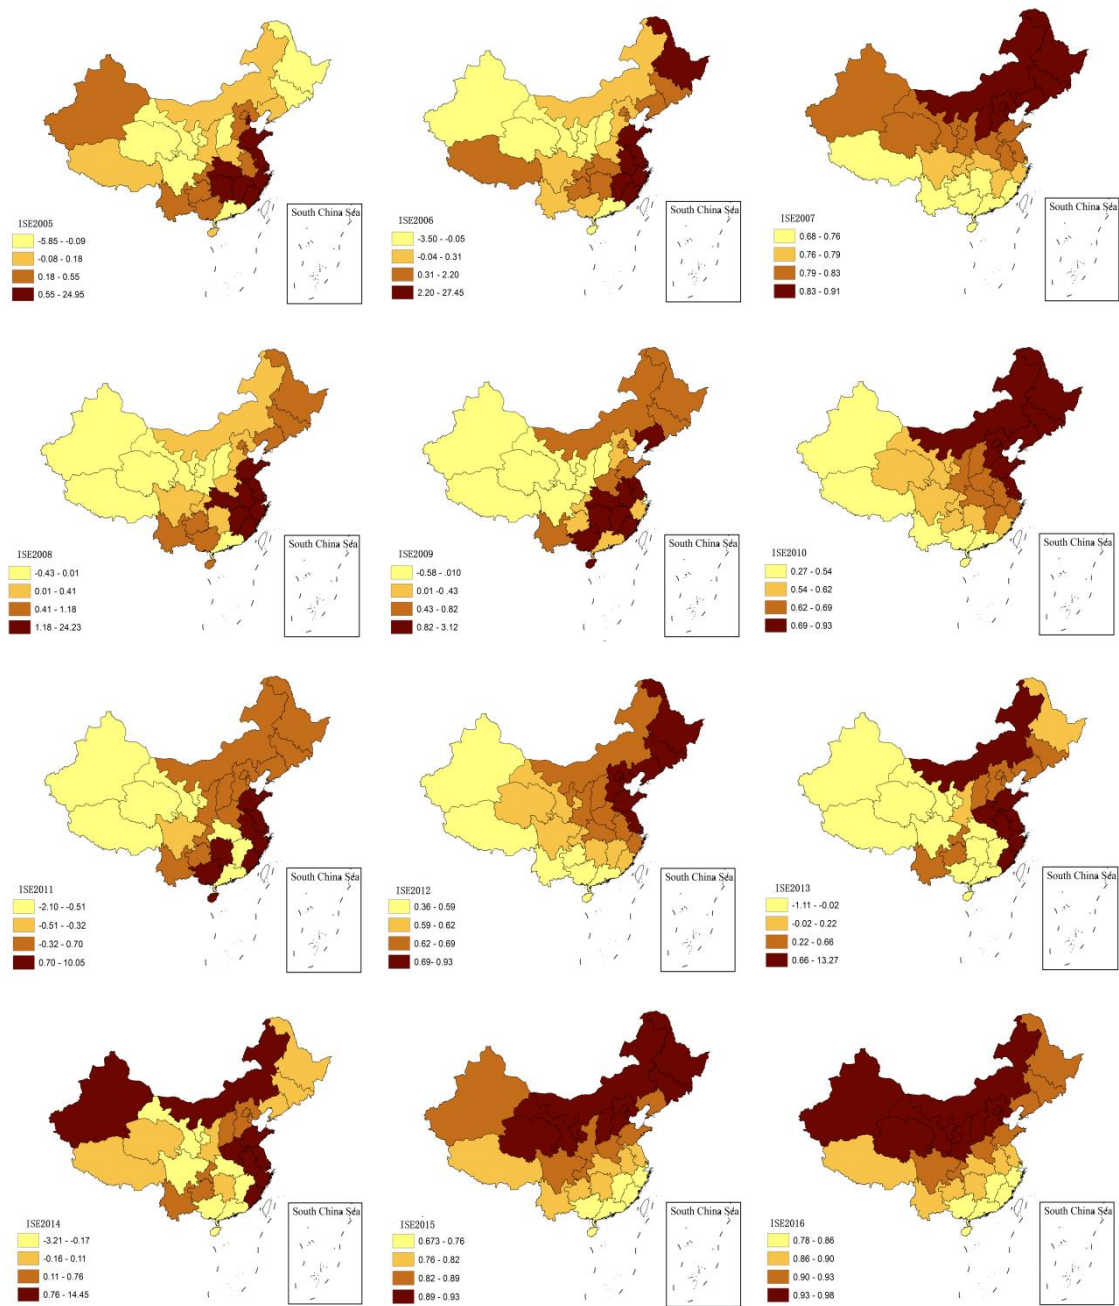 South China Sea
ISE2005
-5.85 - -0.09
-0.08 - 0.18
0.18 - 0.55
0.55 - 24.95
South China Sea
ISE2006
-3.50 - -0.05
-0.04 - 0.31
0.31 - 2.20
2.20 - 27.45
South China Sea
ISE2007
0.68 - 0.76
0.76 - 0.79
0.79 - 0.83
0.83 - 0.91
South China Sea
ISE2008
-0.43 - 0.01
0.01 - 0.41
0.41 - 1.18
1.18 - 24.23
South China Sea
ISE2009
-0.58 - .010
0.01 -0.43
0.43 - 0.82
0.82 - 3.12
South China Sea
ISE2010
0.27 - 0.54
0.54 - 0.62
0.62 - 0.69
0.69 - 0.93
South China Sea
ISE2011
-2.10 - -0.51
-0.51 - -0.32
-0.32 - 0.70
0.70 - 10.05
South China Sea
ISE2012
0.36 - 0.59
0.59 - 0.62
0.62 - 0.69
0.69- 0.93
South China Sea
ISE2013
-1.11 - -0.02
-0.02 - 0.22
0.22 - 0.66
0.66 - 13.27
South China Sea
ISE2014
-3.21 - -0.17
-0.16 - 0.11
0.11 - 0.76
0.76 - 14.45
South China Sea
ISE2015
0.673 - 0.76
0.76 - 0.82
0.82 - 0.89
0.89 - 0.93
South China Sea
ISE2016
0.78 - 0.86
0.86 - 0.90
0.90 - 0.93
0.93 - 0.98